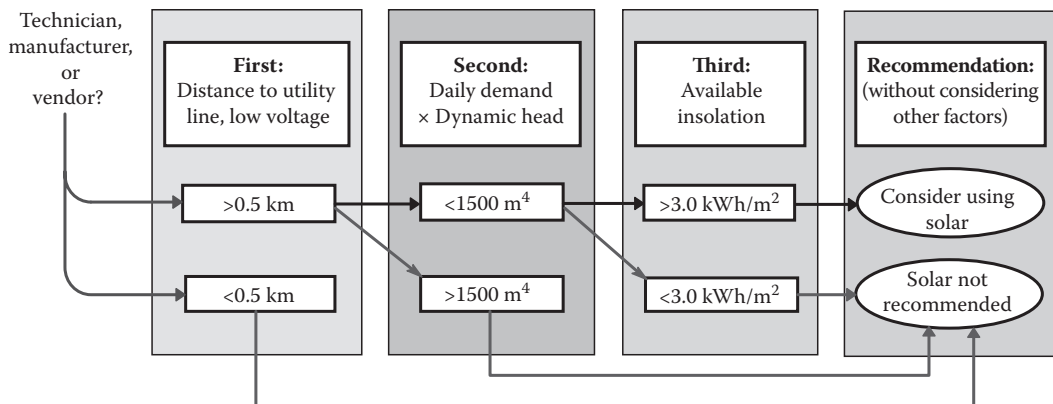 Technician,
manufacturer,
or
vendor?
First:
Distance to utility
line, low voltage
Second:
Daily demand
× Dynamic head
Third:
Available
insolation
Recommendation:
(without considering
other factors)
>0.5 km
<1500 m⁴
>3.0 kWh/m²
Consider using
solar
<0.5 km
>1500 m⁴
<3.0 kWh/m²
Solar not
recommended